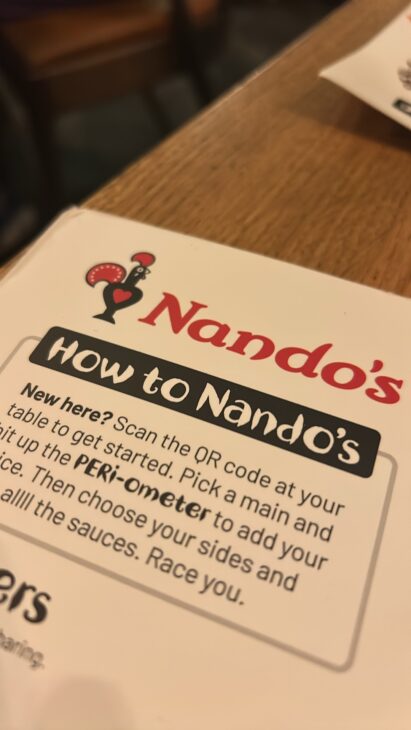 Nando's
How to Nando's
New here? Scan the QR code at your
table to get started. Pick a main and
hit up the PERi-ometer to add your
ice. Then choose your sides and
allll the sauces. Race you.
ers
haring.